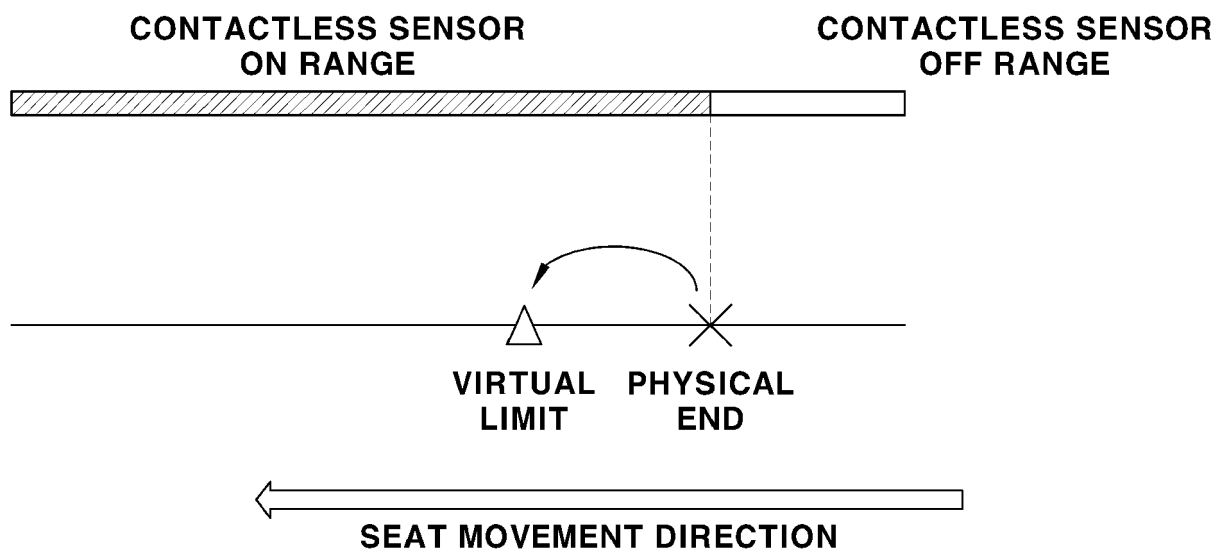 CONTACTLESS SENSOR
ON RANGE
CONTACTLESS SENSOR
OFF RANGE
VIRTUAL
LIMIT
PHYSICAL
END
SEAT MOVEMENT DIRECTION